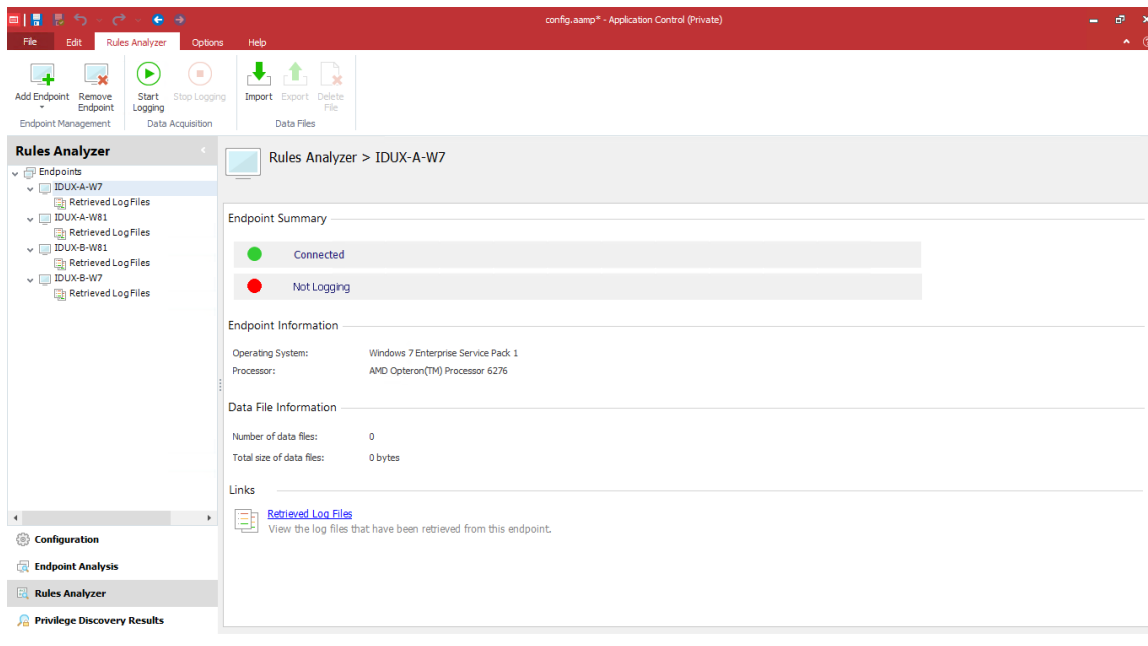 config.aamp* - Application Control (Private)
File Edit Rules Analyzer Options Help
Add Endpoint Remove Endpoint Start Logging Stop Logging Import Export Delete File
Endpoint Management Data Acquisition Data Files
Rules Analyzer
Endpoints
IDUX-A-W7
Retrieved Log Files
IDUX-A-W81
Retrieved Log Files
IDUX-B-W81
Retrieved Log Files
IDUX-B-W7
Retrieved Log Files
Configuration
Endpoint Analysis
Rules Analyzer
Privilege Discovery Results
Rules Analyzer > IDUX-A-W7
Endpoint Summary
Connected
Not Logging
Endpoint Information
Operating System: Windows 7 Enterprise Service Pack 1
Processor: AMD Opteron(TM) Processor 6276
Data File Information
Number of data files: 0
Total size of data files: 0 bytes
Links
Retrieved Log Files
View the log files that have been retrieved from this endpoint.